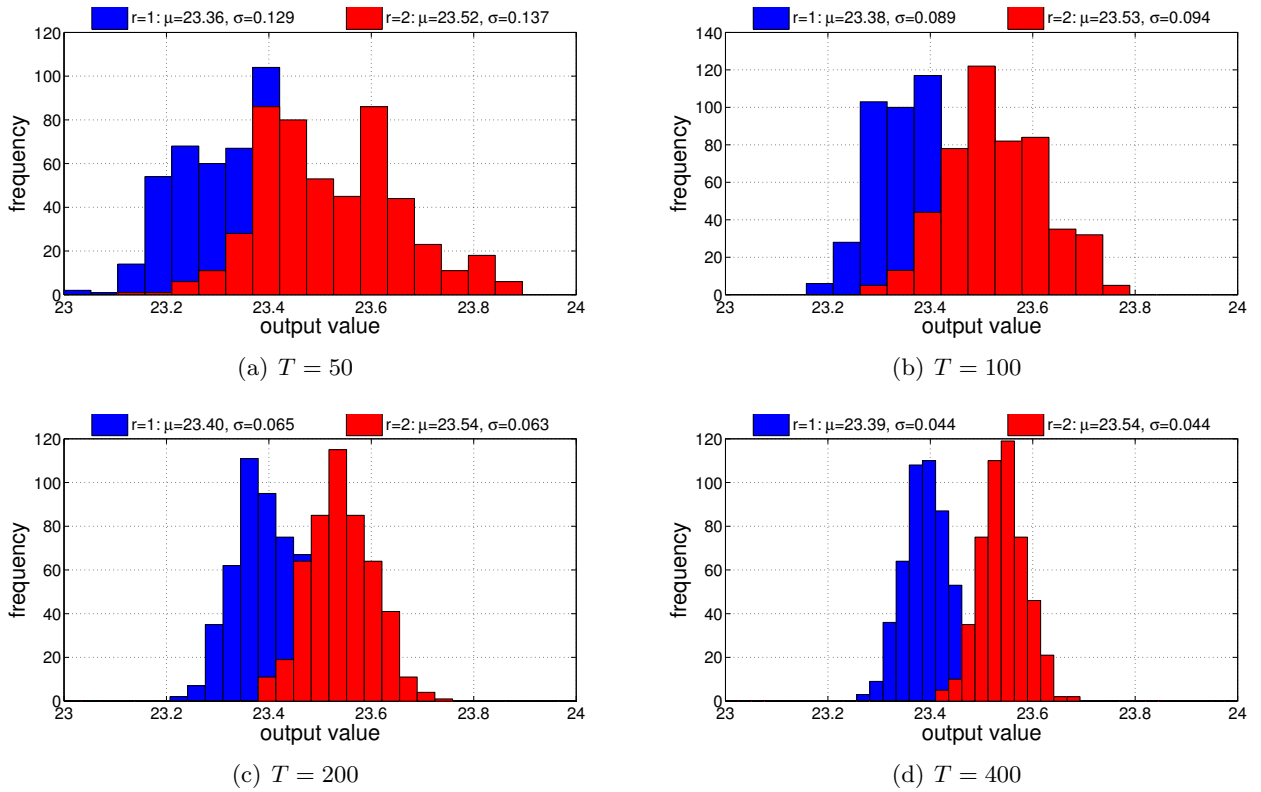 r=1: μ=23.36, σ=0.129 r=2: μ=23.52, σ=0.137
120
100
80
60
40
20
0
frequency
23 23.2 23.4 23.6 23.8 24
output value
(a) T = 50
r=1: μ=23.38, σ=0.089 r=2: μ=23.53, σ=0.094
140
120
100
80
60
40
20
0
frequency
23 23.2 23.4 23.6 23.8 24
output value
(b) T = 100
r=1: μ=23.40, σ=0.065 r=2: μ=23.54, σ=0.063
120
100
80
60
40
20
0
frequency
23 23.2 23.4 23.6 23.8 24
output value
(c) T = 200
r=1: μ=23.39, σ=0.044 r=2: μ=23.54, σ=0.044
120
100
80
60
40
20
0
frequency
23 23.2 23.4 23.6 23.8 24
output value
(d) T = 400